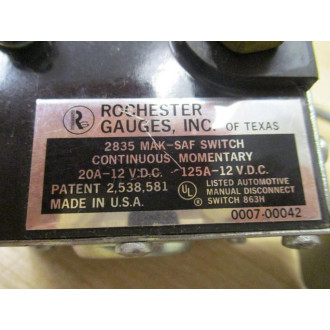 RG
ROCHESTER
GAUGES, INC. OF TEXAS
2835 MAK-SAF SWITCH
CONTINUOUS MOMENTARY
20A-12 V.D.C. 125A-12 V.D.C.
PATENT 2,538,581
MADE IN U.S.A.
UL
LISTED AUTOMOTIVE
MANUAL DISCONNECT
SWITCH 863H
0007-00042